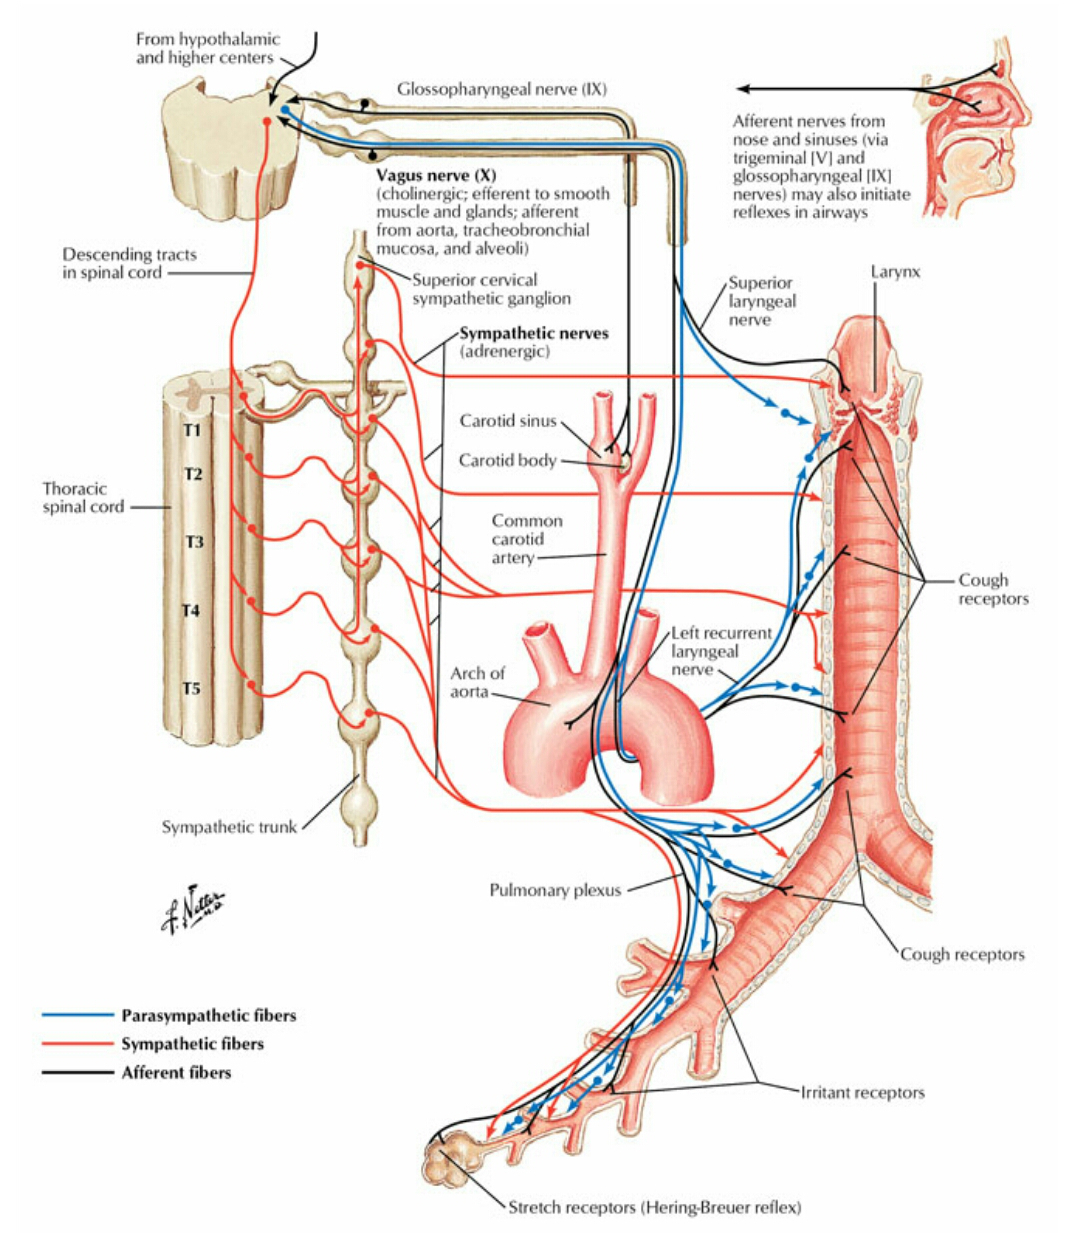 From hypothalamic
and higher centers
Glossopharyngeal nerve (IX)
Afferent nerves from
nose and sinuses (via
trigeminal [V] and
glossopharyngeal [IX]
nerves) may also initiate
reflexes in airways
Vagus nerve (X)
(cholinergic; efferent to smooth
muscle and glands; afferent
from aorta, tracheobronchial
mucosa, and alveoli)
Descending tracts
in spinal cord
Superior cervical
sympathetic ganglion
Superior
laryngeal
nerve
Larynx
Sympathetic nerves
(adrenergic)
Carotid sinus
Carotid body
T1
T2
T3
T4
T5
Thoracic
spinal cord
Common
carotid
artery
Cough
receptors
Left recurrent
laryngeal
nerve
Arch of
aorta
Sympathetic trunk
Pulmonary plexus
F. Netter
M.D.
Cough receptors
Parasympathetic fibers
Sympathetic fibers
Afferent fibers
Irritant receptors
Stretch receptors (Hering-Breuer reflex)